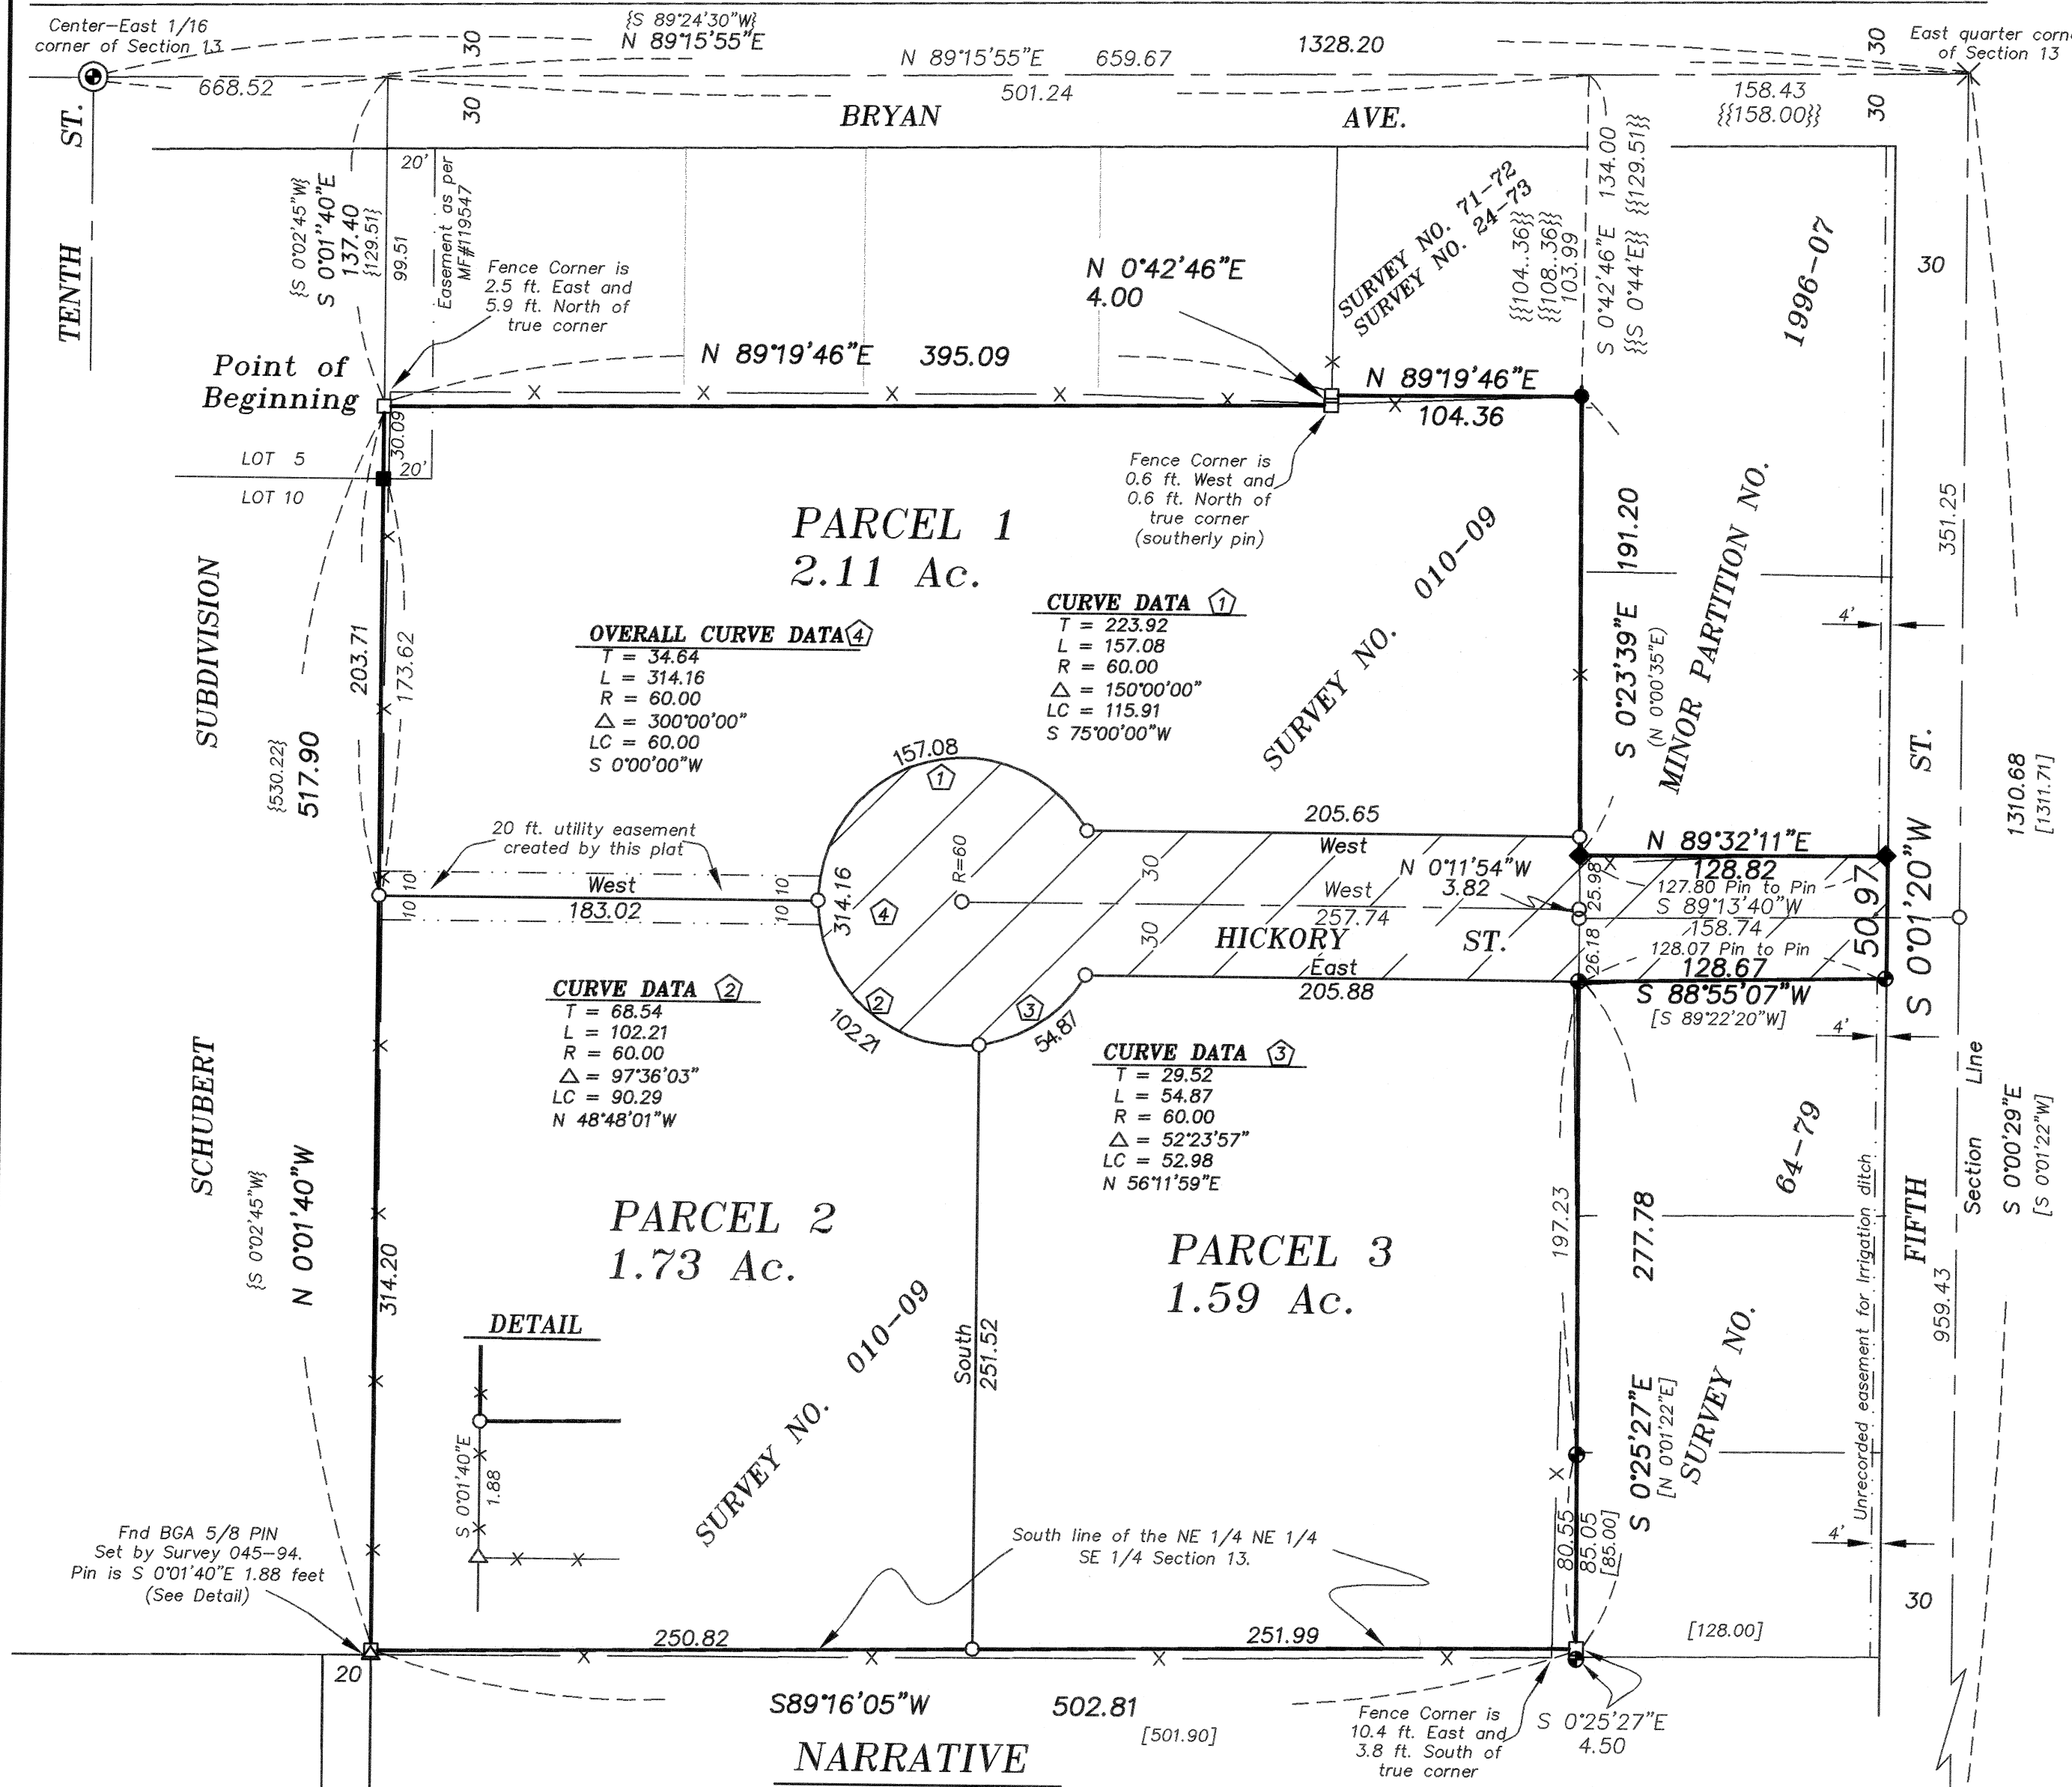 Center-East 1/16
corner of Section 13
{S 89°24'30"W}
N 89°15'55"E
1328.20
East quarter corn
of Section 13
N 89°15'55"E 659.67
668.52
501.24
158.43
{{158.00}}
30
30
30
30
BRYAN AVE.
TENTH ST.
{S 0°02'45"W}
S 0°01"40"E
137.40
{129.51}
99.51
20'
Easement as per
MF#119547
Fence Corner is
2.5 ft. East and
5.9 ft. North of
true corner
N 0°42'46"E
4.00
SURVEY NO. 71-72
SURVEY NO. 24-73
{{104..36}}
{{108..36}}
103.99
S 0°42'46"E 134.00
{{S 0°44'E}} {{129.51}}
1996-07
30
Point of
Beginning
N 89°19'46"E 395.09
N 89°19'46"E
104.36
30.09
20'
LOT 5
LOT 10
Fence Corner is
0.6 ft. West and
0.6 ft. North of
true corner
(southerly pin)
PARCEL 1
2.11 Ac.
SURVEY NO. 010-09
191.20
S 0°23'39"E
(N 0°00'35"E)
MINOR PARTITION NO.
351.25
4'
SUBDIVISION
203.71
173.62
{530.22}
517.90
OVERALL CURVE DATA 4
T = 34.64
L = 314.16
R = 60.00
△ = 300°00'00"
LC = 60.00
S 0°00'00"W
CURVE DATA 1
T = 223.92
L = 157.08
R = 60.00
△ = 150°00'00"
LC = 115.91
S 75°00'00"W
157.08
1
R=60
314.16
4
2
102.21
3
54.87
20 ft. utility easement
created by this plat
10 10
10 10
West
183.02
205.65
West
N 0°11'54"W
3.82
West
257.74
30
30
HICKORY ST.
East
205.88
25.98
26.18
N 89°32'11"E
128.82
127.80 Pin to Pin
S 89°13'40"W
158.74
128.07 Pin to Pin
128.67
S 88°55'07"W
[S 89°22'20"W]
50.97
S 0°01'20"W
FIFTH ST.
1310.68
[1311.71]
4'
CURVE DATA 2
T = 68.54
L = 102.21
R = 60.00
△ = 97°36'03"
LC = 90.29
N 48°48'01"W
CURVE DATA 3
T = 29.52
L = 54.87
R = 60.00
△ = 52°23'57"
LC = 52.98
N 56°11'59"E
SCHUBERT
{S 0°02'45"W}
N 0°01'40"W
314.20
PARCEL 2
1.73 Ac.
PARCEL 3
1.59 Ac.
SURVEY NO. 010-09
South
251.52
197.23
277.78
S 0°25'27"E
[N 0°01'22"E]
SURVEY NO. 64-79
Unrecorded easement for Irrigation ditch
Section LIne
S 0°00'29"E
[S 0°01'22"W]
959.43
DETAIL
S 0°01'40"E
1.88
Fnd BGA 5/8 PIN
Set by Survey 045-94.
Pin is S 0°01'40"E 1.88 feet
(See Detail)
South line of the NE 1/4 NE 1/4
SE 1/4 Section 13.
80.55
85.05
[85.00]
4'
30
20
250.82
251.99
[128.00]
S89°16'05"W 502.81
[501.90]
Fence Corner is
10.4 ft. East and
3.8 ft. South of
true corner
S 0°25'27"E
4.50
NARRATIVE